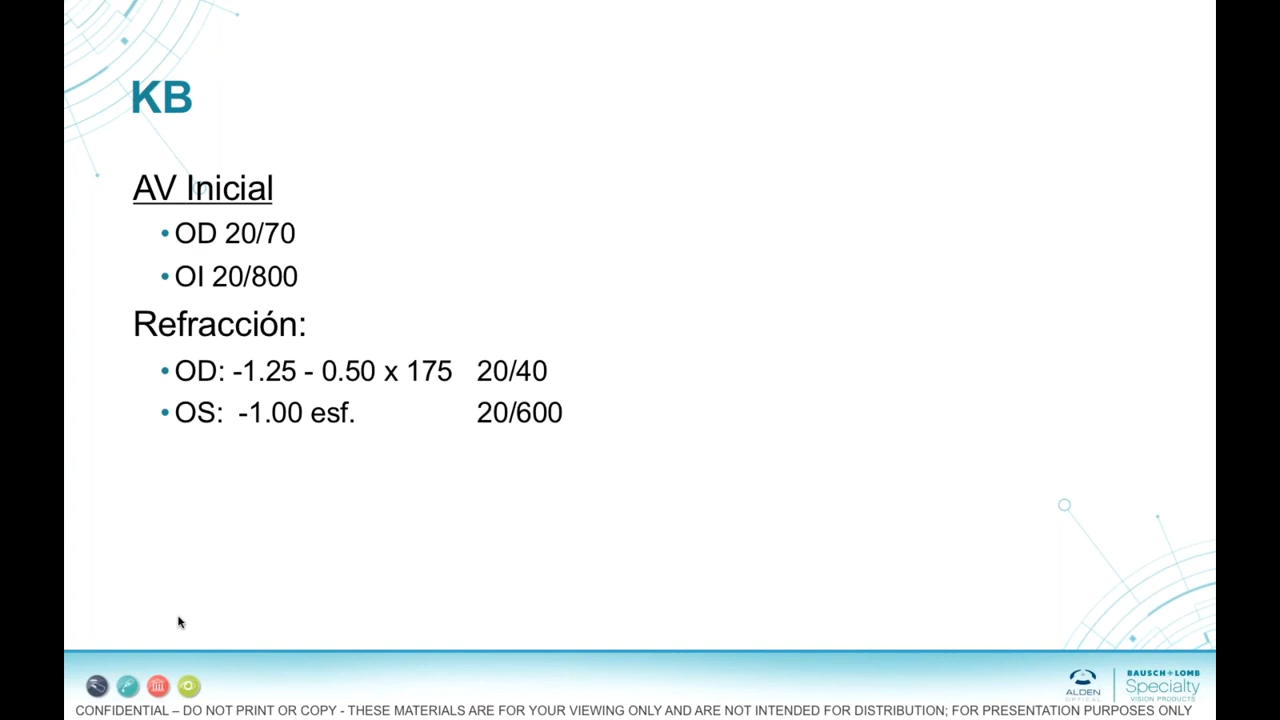 KB
AV Inicial
•OD 20/70
•OI 20/800
Refracción:
•OD: -1.25 - 0.50 x 175 20/40
•OS: -1.00 esf. 20/600
ALDEN
OPTICAL
BAUSCH + LOMB
Specialty
VISION PRODUCTS
CONFIDENTIAL – DO NOT PRINT OR COPY - THESE MATERIALS ARE FOR YOUR VIEWING ONLY AND ARE NOT INTENDED FOR DISTRIBUTION; FOR PRESENTATION PURPOSES ONLY